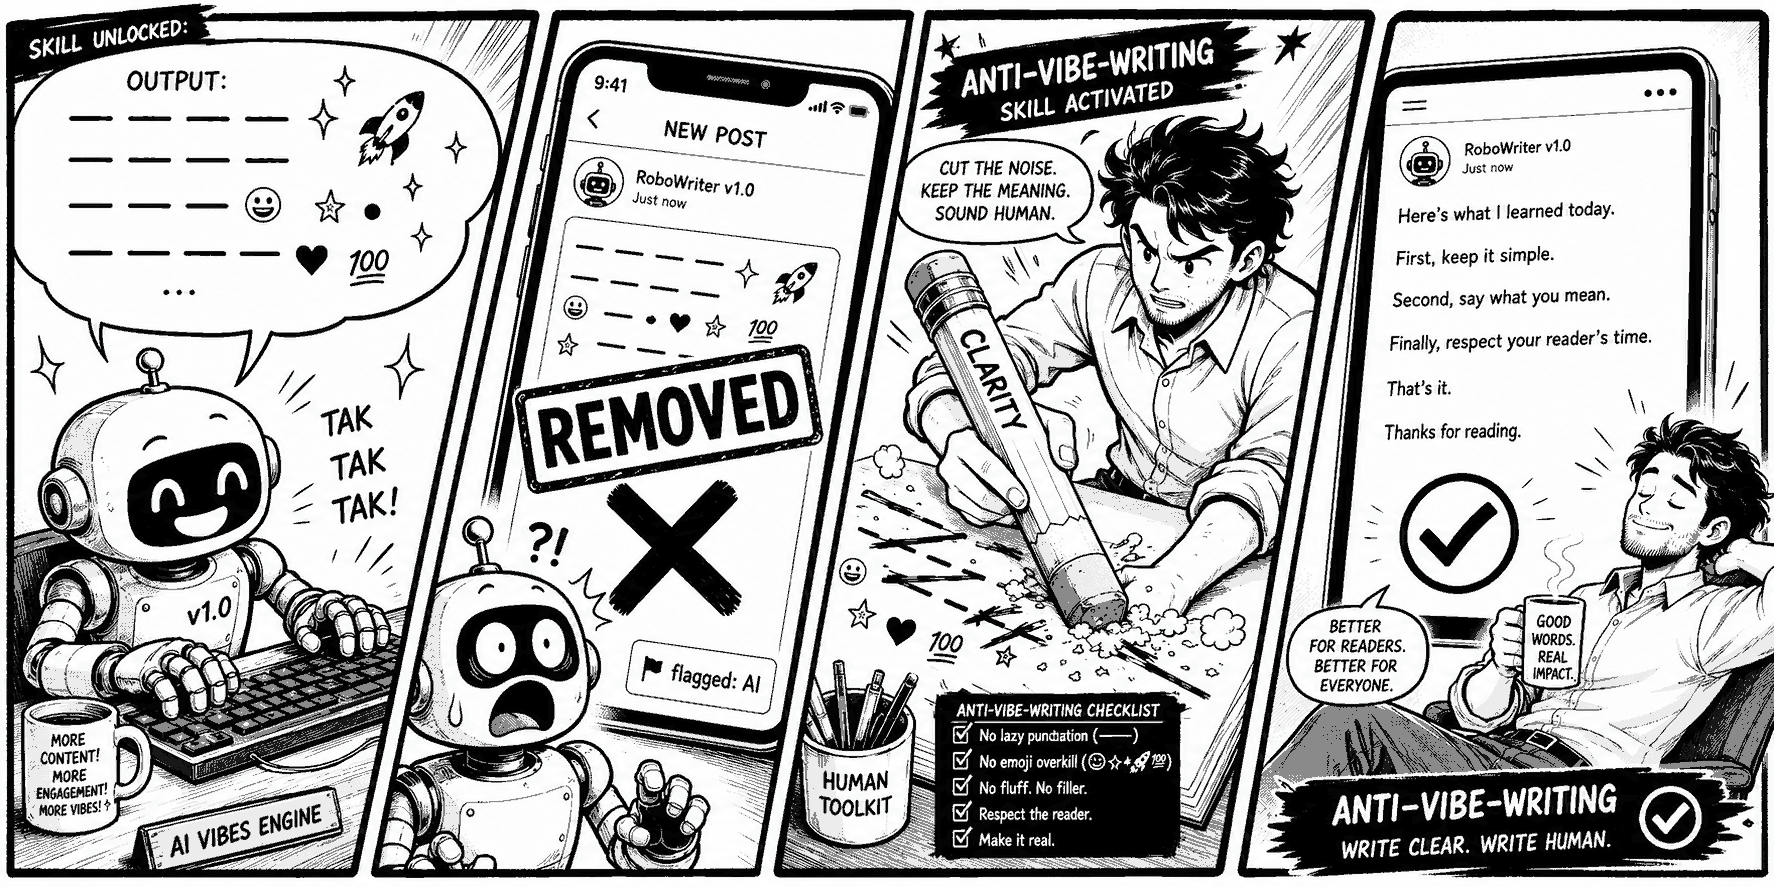 SKILL UNLOCKED:
OUTPUT:
100
...
TAK
TAK
TAK!
v1.0
MORE
CONTENT!
MORE
ENGAGEMENT!
MORE VIBES!
AI VIBES ENGINE
9:41
NEW POST
RoboWriter v1.0
Just now
100
REMOVED
?!
flagged: AI
ANTI-VIBE-WRITING
SKILL ACTIVATED
CUT THE NOISE.
KEEP THE MEANING.
SOUND HUMAN.
CLARITY
100
HUMAN
TOOLKIT
ANTI-VIBE-WRITING CHECKLIST
No lazy punctuation (——)
No emoji overkill (😀☆✦🚀💯)
No fluff. No filler.
Respect the reader.
Make it real.
RoboWriter v1.0
Just now
Here's what I learned today.
First, keep it simple.
Second, say what you mean.
Finally, respect your reader's time.
That's it.
Thanks for reading.
BETTER
FOR READERS.
BETTER FOR
EVERYONE.
GOOD
WORDS.
REAL
IMPACT.
ANTI-VIBE-WRITING
WRITE CLEAR. WRITE HUMAN.